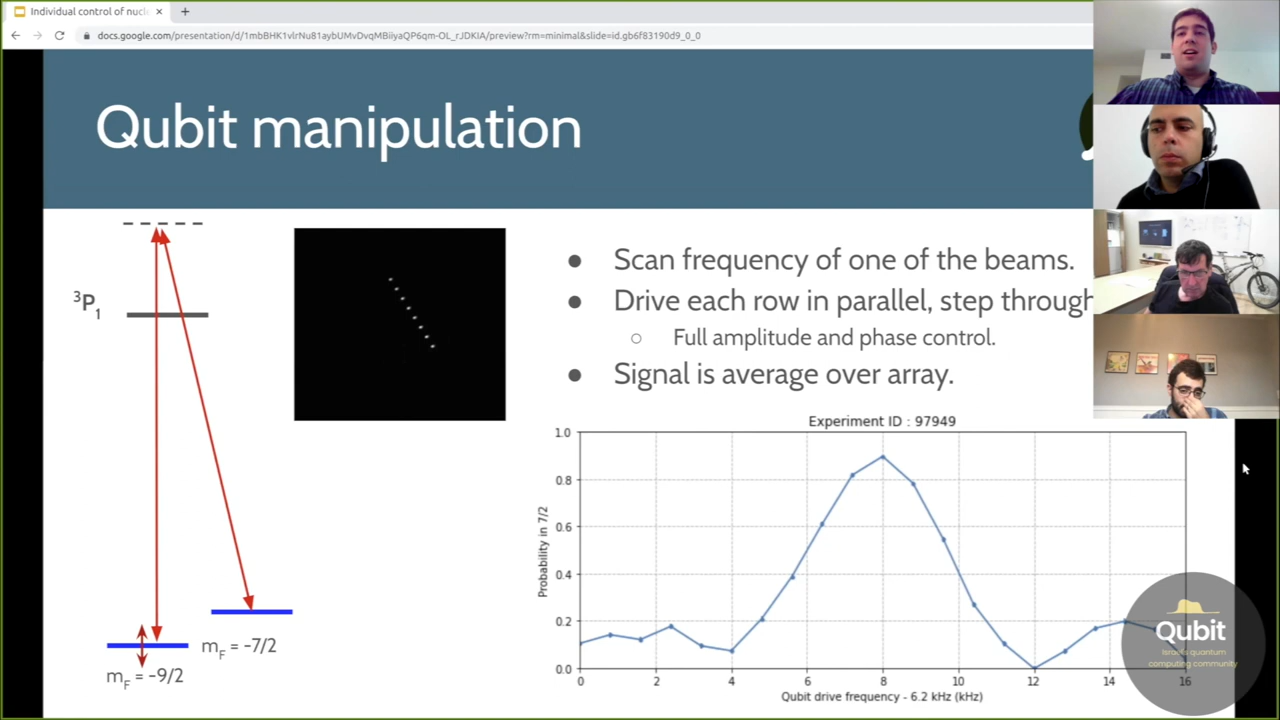 Individual control of nucl
docs.google.com/presentation/d/1mbBHK1vlrNu81aybUMvDvqMBiiyaQP6qm-OL_rJDKIA/preview?rm=minimal&slide=id.gb6f83190d9_0_0
Qubit manipulation
³P₁
mF = -7/2
mF = -9/2
● Scan frequency of one of the beams.
● Drive each row in parallel, step through
○ Full amplitude and phase control.
● Signal is average over array.
Experiment ID : 97949
Probability in 7/2
1.0
0.8
0.6
0.4
0.2
0.0
0 2 4 6 8 10 12 14 16
Qubit drive frequency - 6.2 kHz (kHz)
Qubit
Israel's quantum
computing community